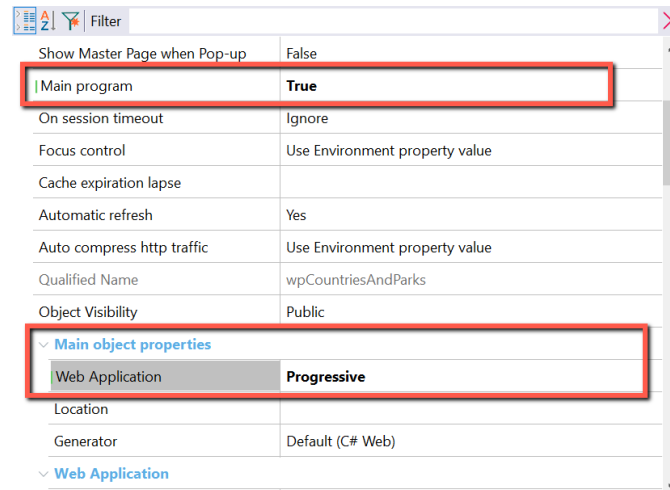 Filter
Show Master Page when Pop-up False
Main program True
On session timeout Ignore
Focus control Use Environment property value
Cache expiration lapse
Automatic refresh Yes
Auto compress http traffic Use Environment property value
Qualified Name wpCountriesAndParks
Object Visibility Public
Main object properties
Web Application Progressive
Location
Generator Default (C# Web)
Web Application